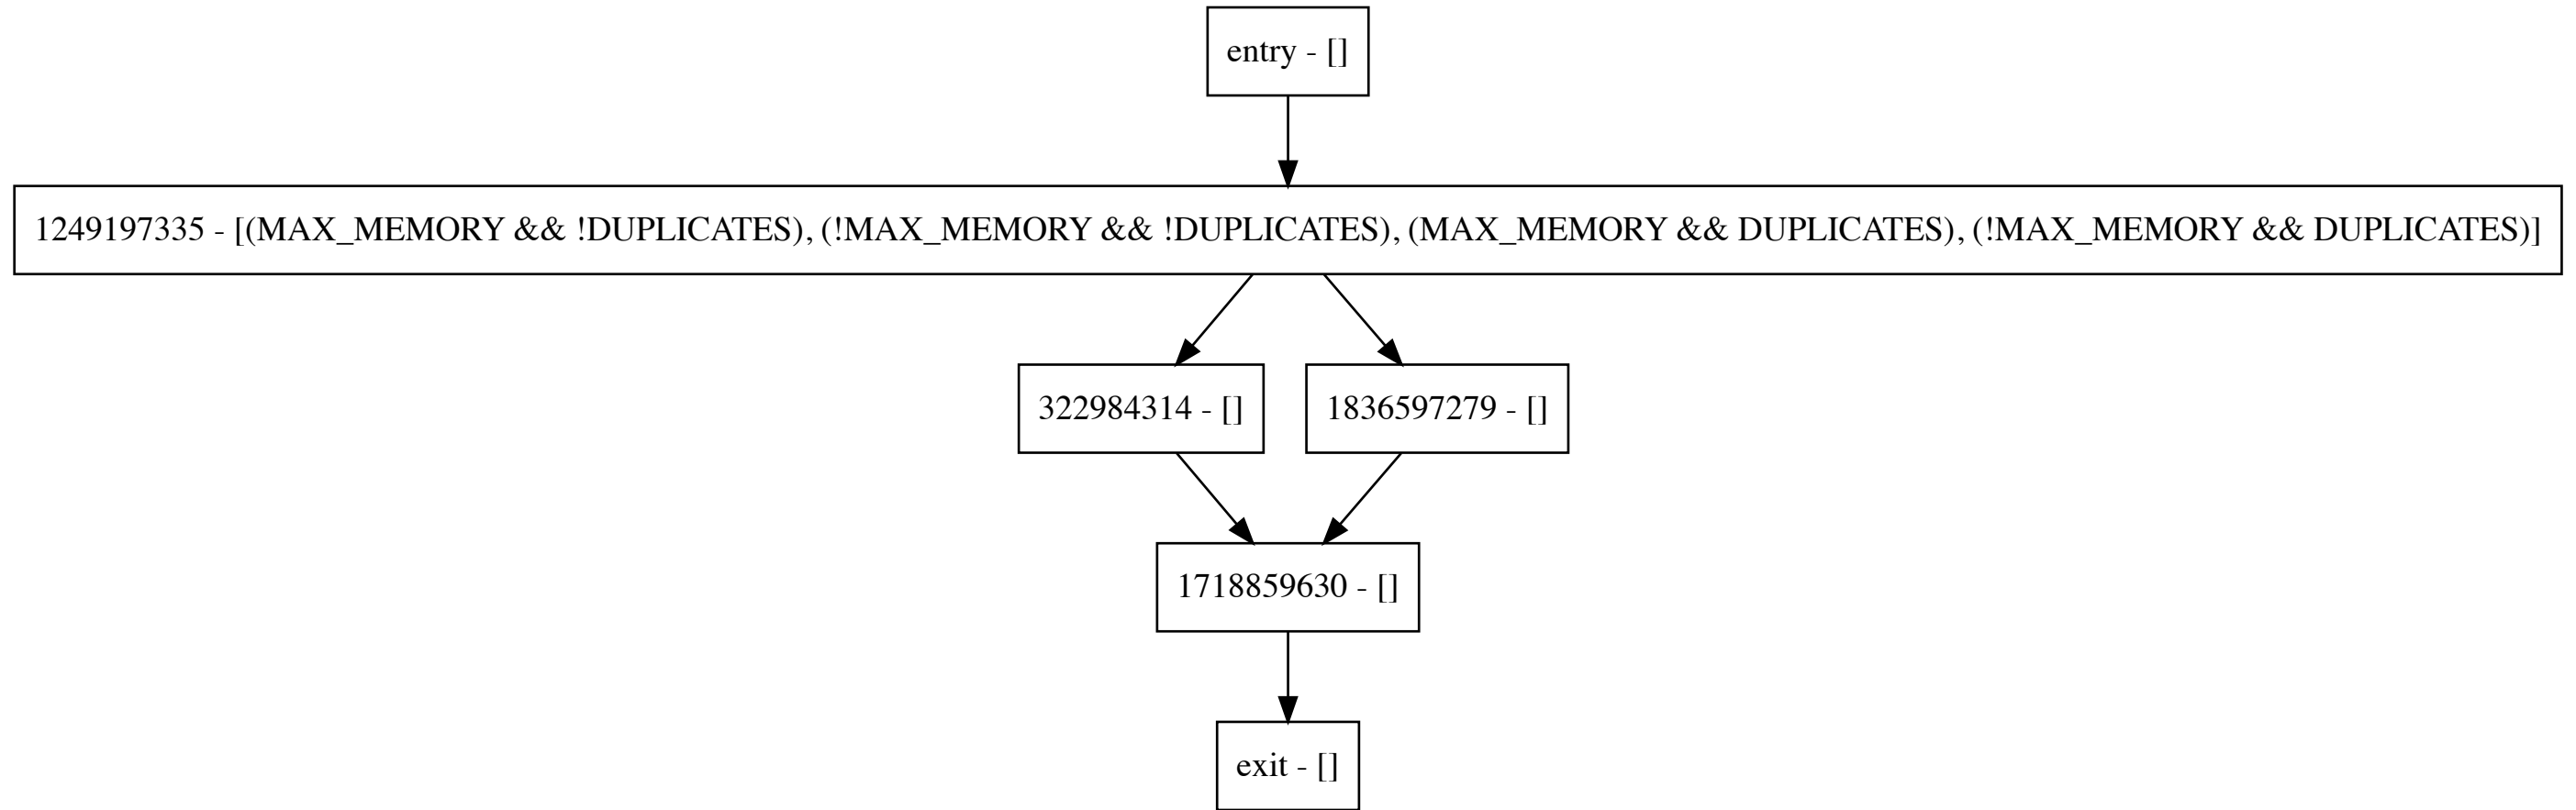 entry - []
1249197335 - [(MAX_MEMORY && !DUPLICATES), (!MAX_MEMORY && !DUPLICATES), (MAX_MEMORY && DUPLICATES), (!MAX_MEMORY && DUPLICATES)]
322984314 - []
1836597279 - []
1718859630 - []
exit - []